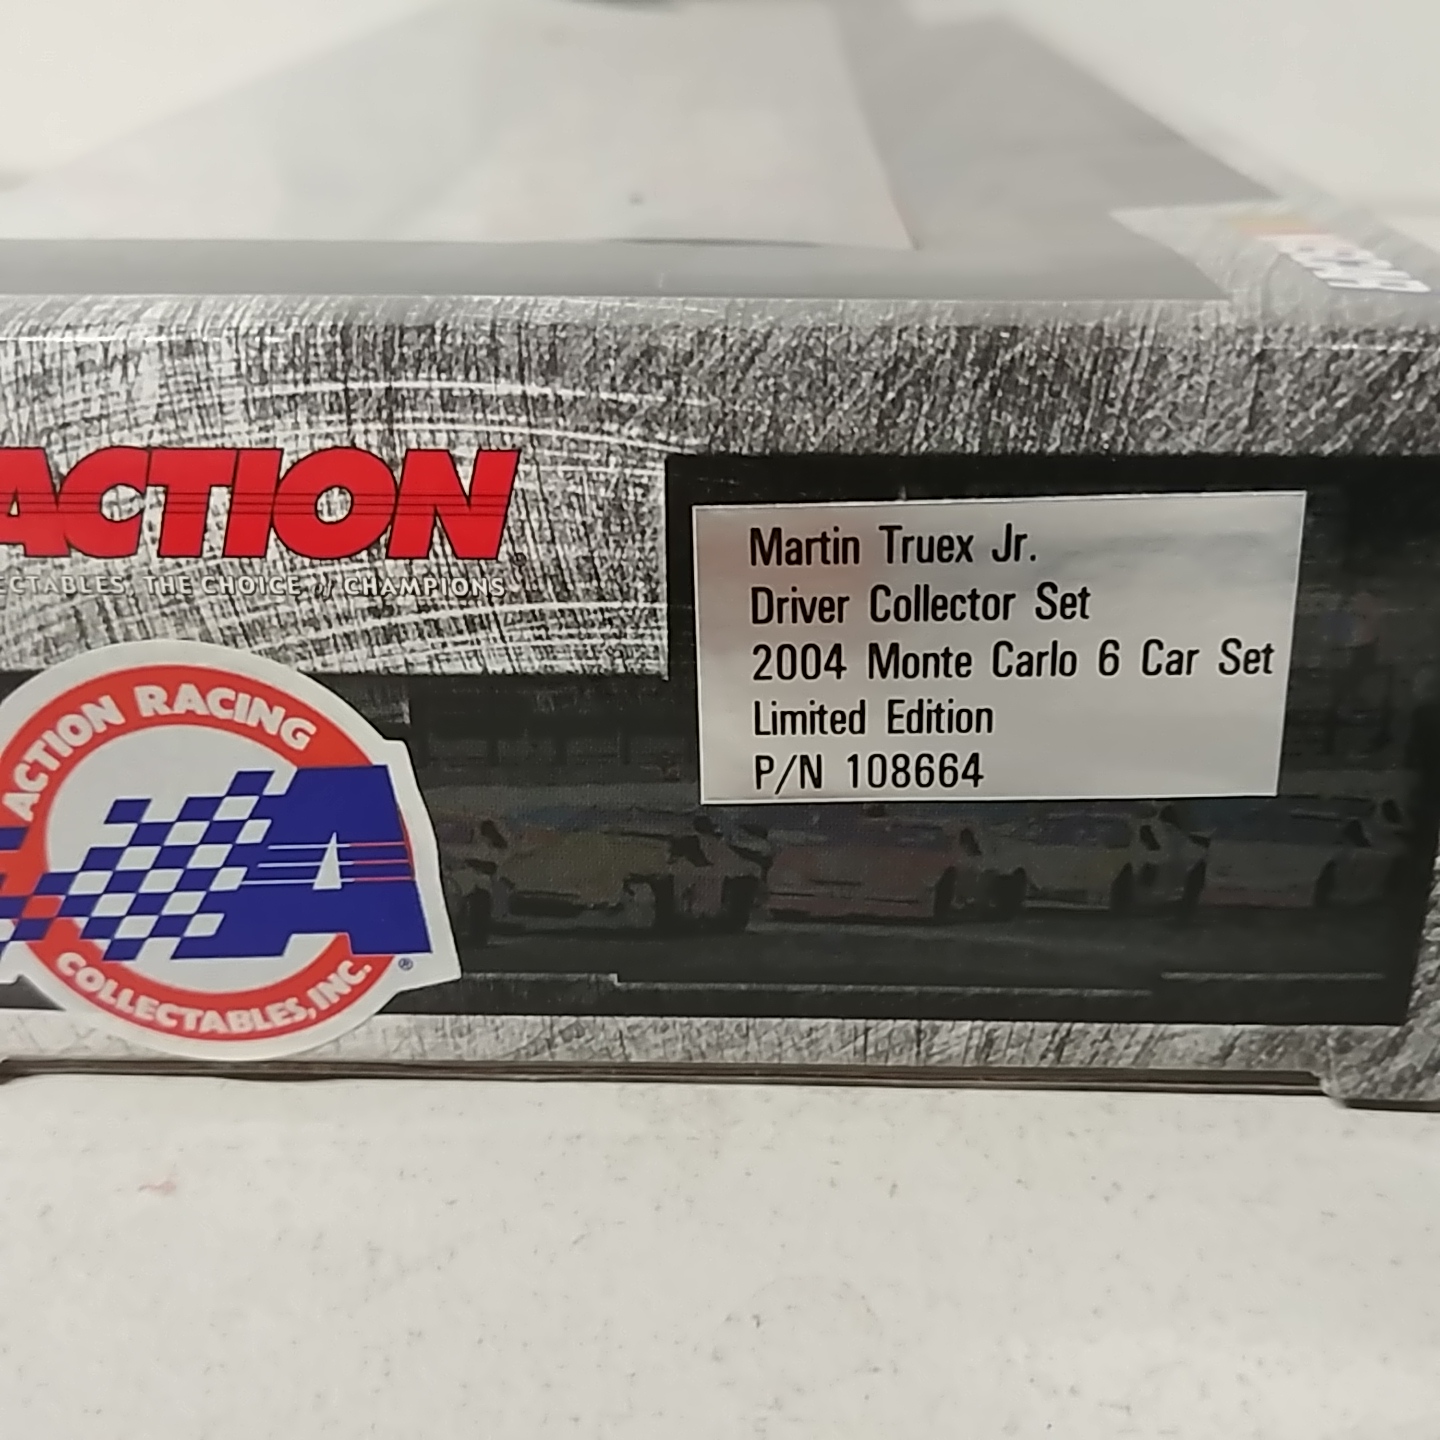 NASCAR
ACTION
ECTABLES, THE CHOICE of CHAMPIONS
Martin Truex Jr.
Driver Collector Set
2004 Monte Carlo 6 Car Set
Limited Edition
P/N 108664
ACTION RACING
A
®
COLLECTABLES, INC.